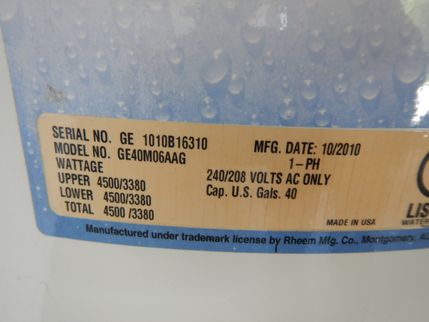 SERIAL NO. GE 1010B16310 MFG. DATE: 10/2010
MODEL NO. GE40M06AAG 1-PH
WATTAGE 240/208 VOLTS AC ONLY
UPPER 4500/3380 Cap. U.S. Gals. 40
LOWER 4500/3380
TOTAL 4500 /3380
MADE IN USA
Manufactured under trademark license by Rheem Mfg. Co., Montgomery,